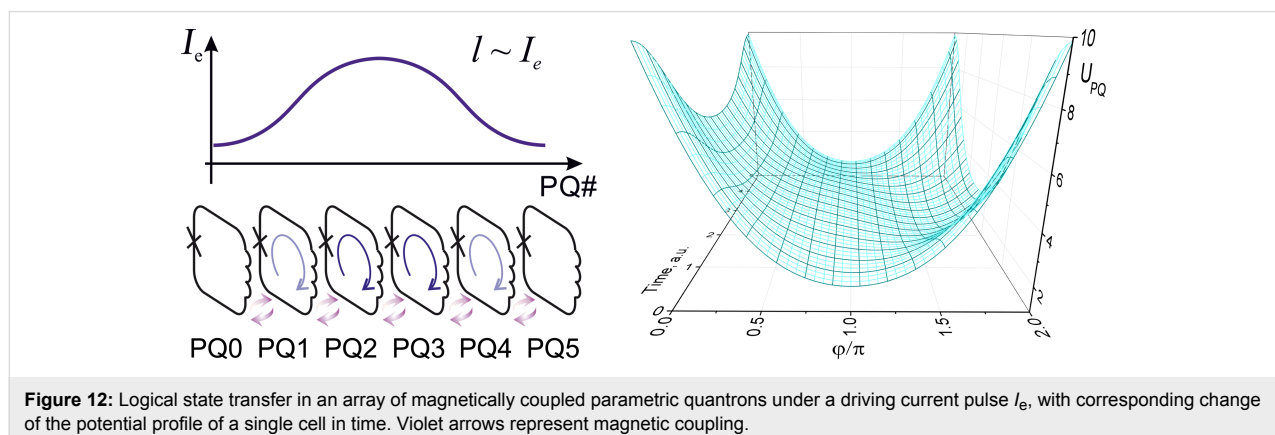 Iₑ
l ~ Iₑ
PQ#
PQ0 PQ1 PQ2 PQ3 PQ4 PQ5
10
U_PQ
8
6
4
2
Time, a.u.
2
1
0
0.0 0.5 1.0 1.5 2.0
φ/π
Figure 12: Logical state transfer in an array of magnetically coupled parametric quantrons under a driving current pulse Iₑ, with corresponding change
of the potential profile of a single cell in time. Violet arrows represent magnetic coupling.